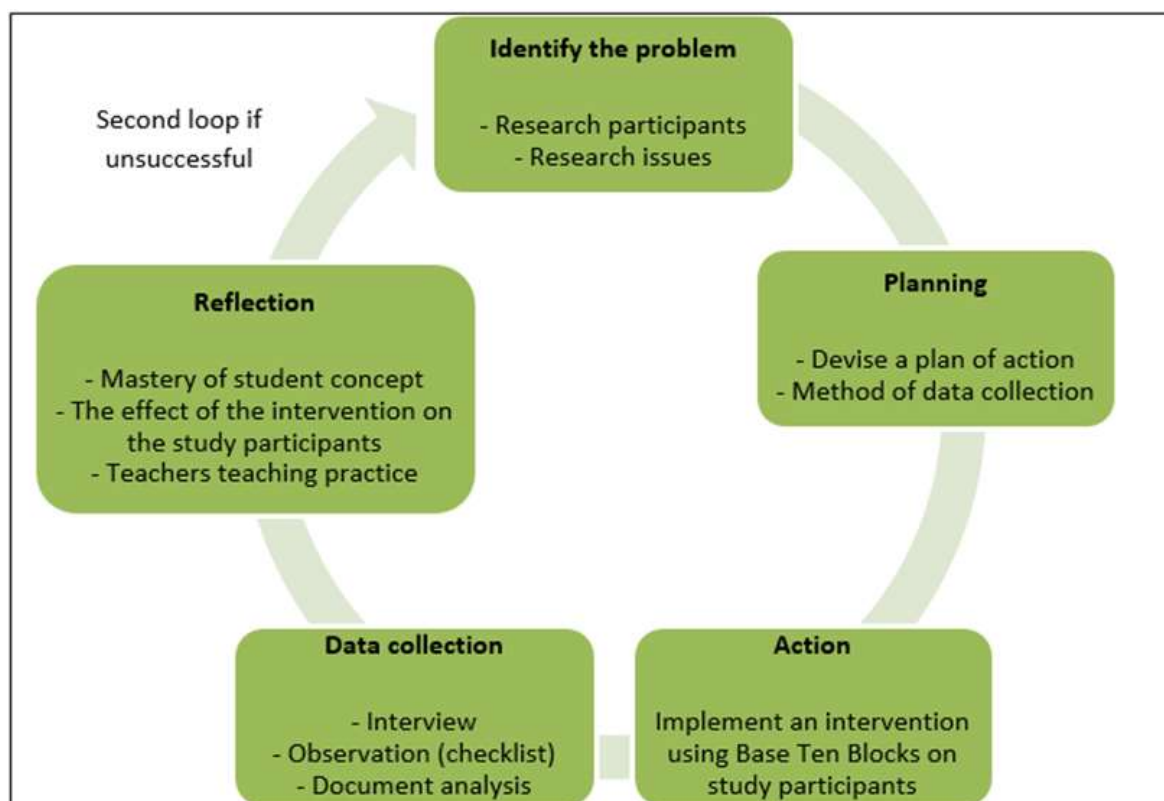 Identify the problem
- Research participants
- Research issues
Second loop if
unsuccessful
Planning
- Devise a plan of action
- Method of data collection
Action
Implement an intervention
using Base Ten Blocks on
study participants
Data collection
- Interview
- Observation (checklist)
- Document analysis
Reflection
- Mastery of student concept
- The effect of the intervention on
the study participants
- Teachers teaching practice